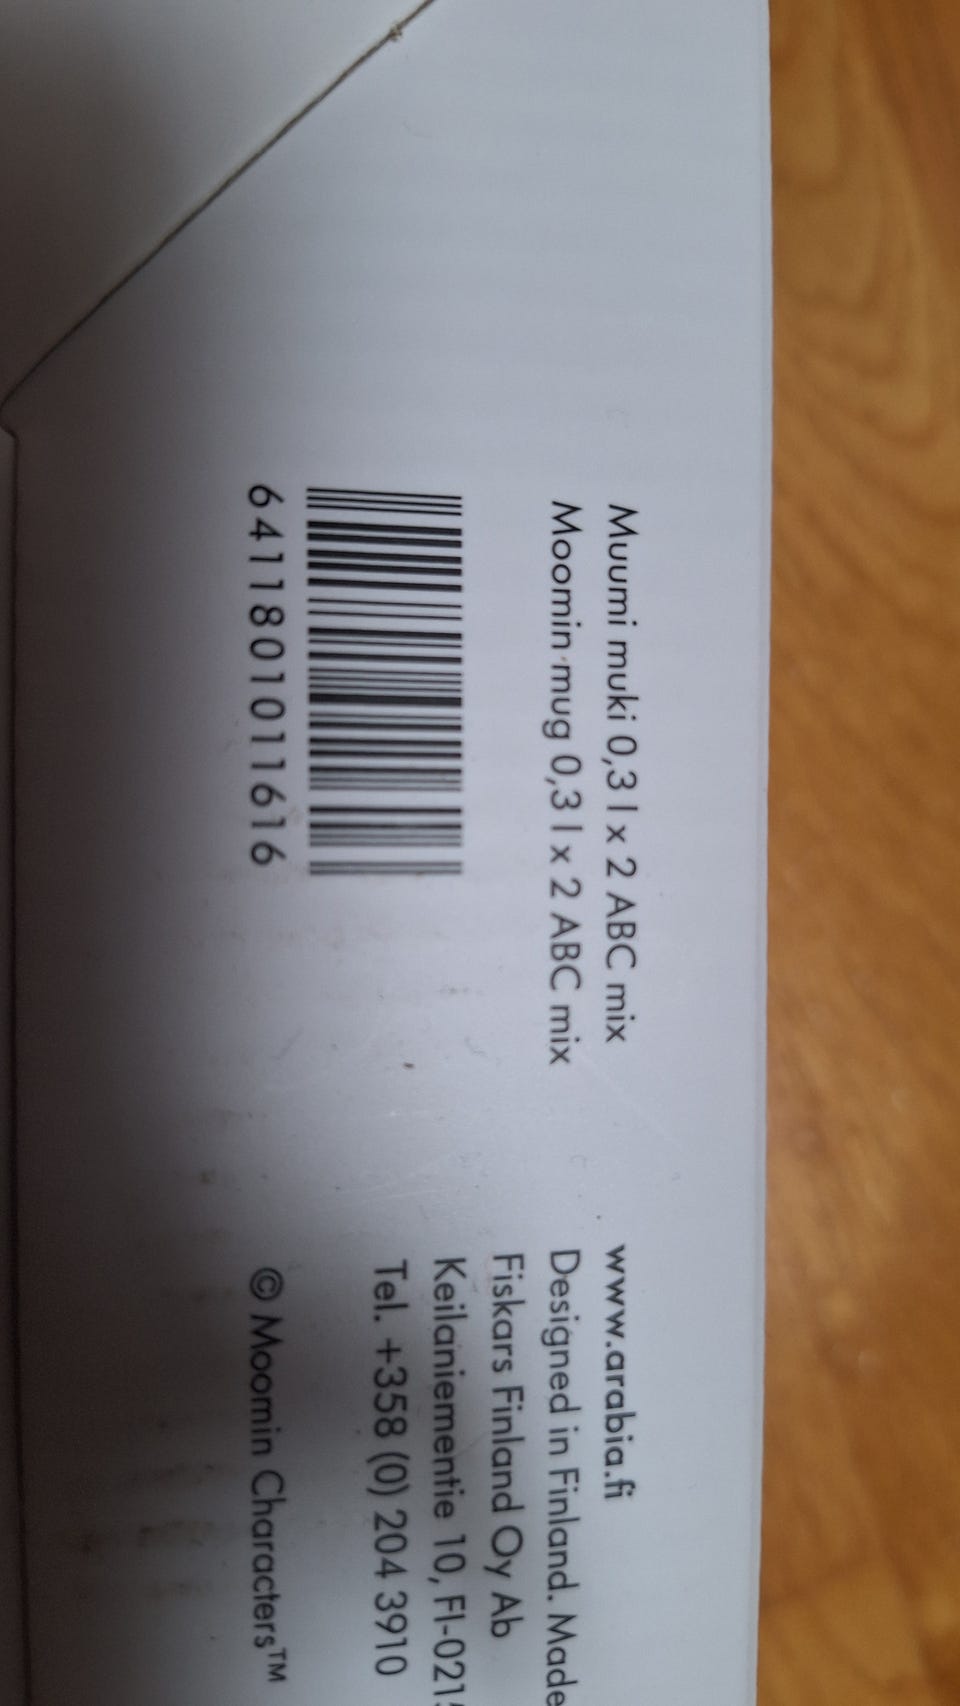 Muumi muki 0,3 l x 2 ABC mix
Moomin mug 0,3 l x 2 ABC mix
6411801011616
www.arabia.fi
Designed in Finland. Made
Fiskars Finland Oy Ab
Keilaniementie 10,
Tel. +358 (0) 204 3910
© Moomin Characters™